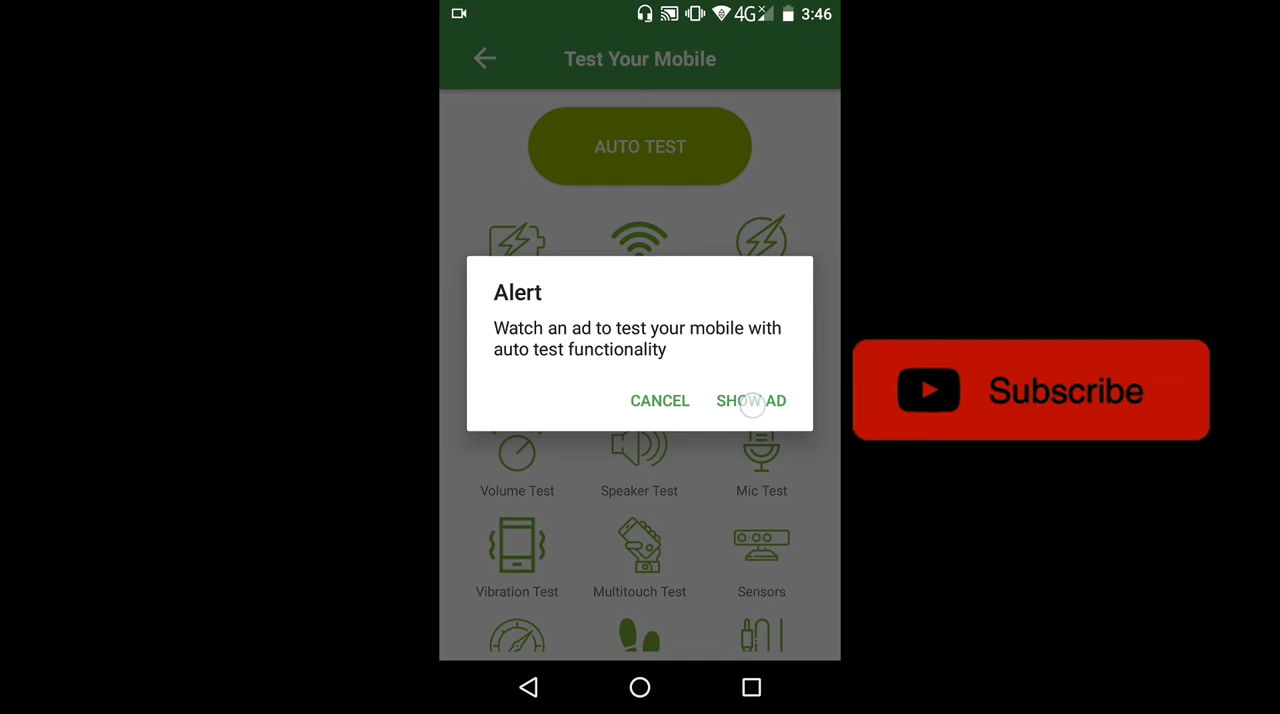 4G 3:46
Test Your Mobile
AUTO TEST
Alert
Watch an ad to test your mobile with
auto test functionality
CANCEL SHOW AD
Subscribe
Volume Test Speaker Test Mic Test
Vibration Test Multitouch Test Sensors